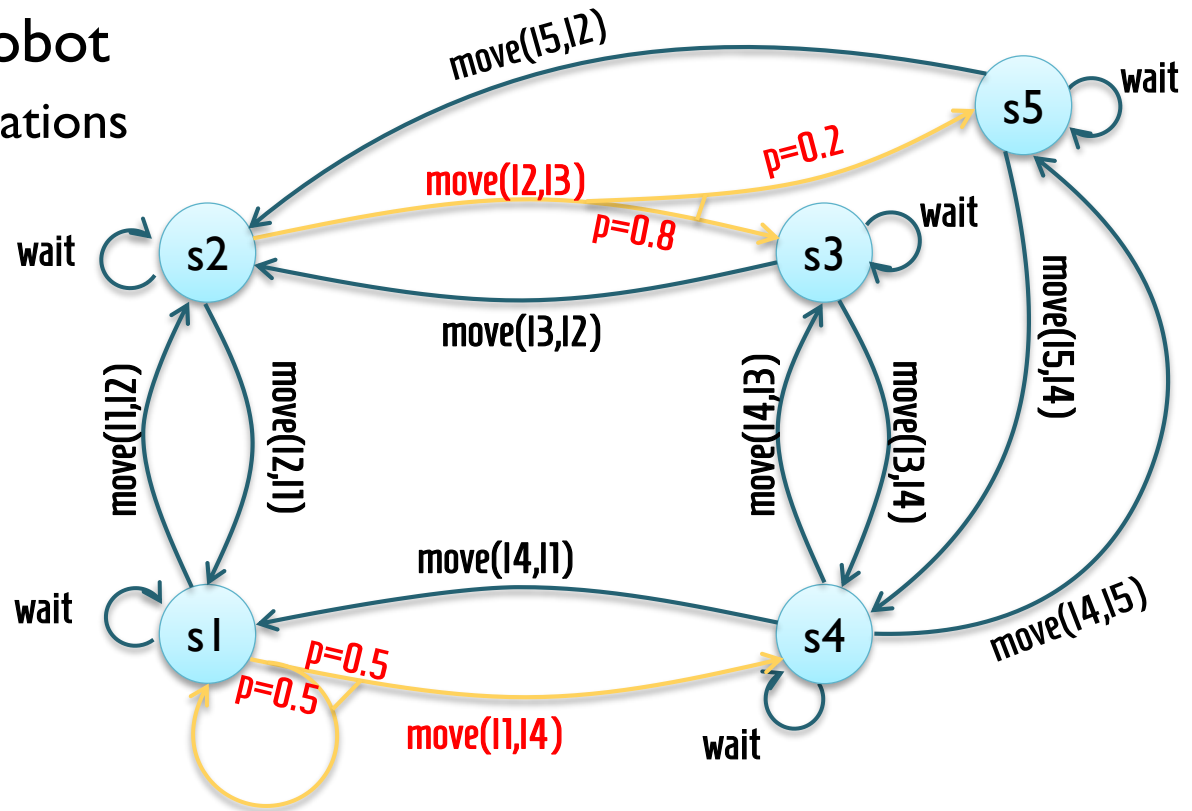 obot
ations
move(l5,l2)
wait
s5
p=0.2
move(l2,l3)
p=0.8
wait
wait
s2
s3
move(l3,l2)
move(l5,l4)
move(l1,l2)
move(l2,l1)
move(l4,l3)
move(l3,l4)
move(l4,l1)
wait
s1
s4
move(l4,l5)
p=0.5
p=0.5
move(l1,l4)
wait